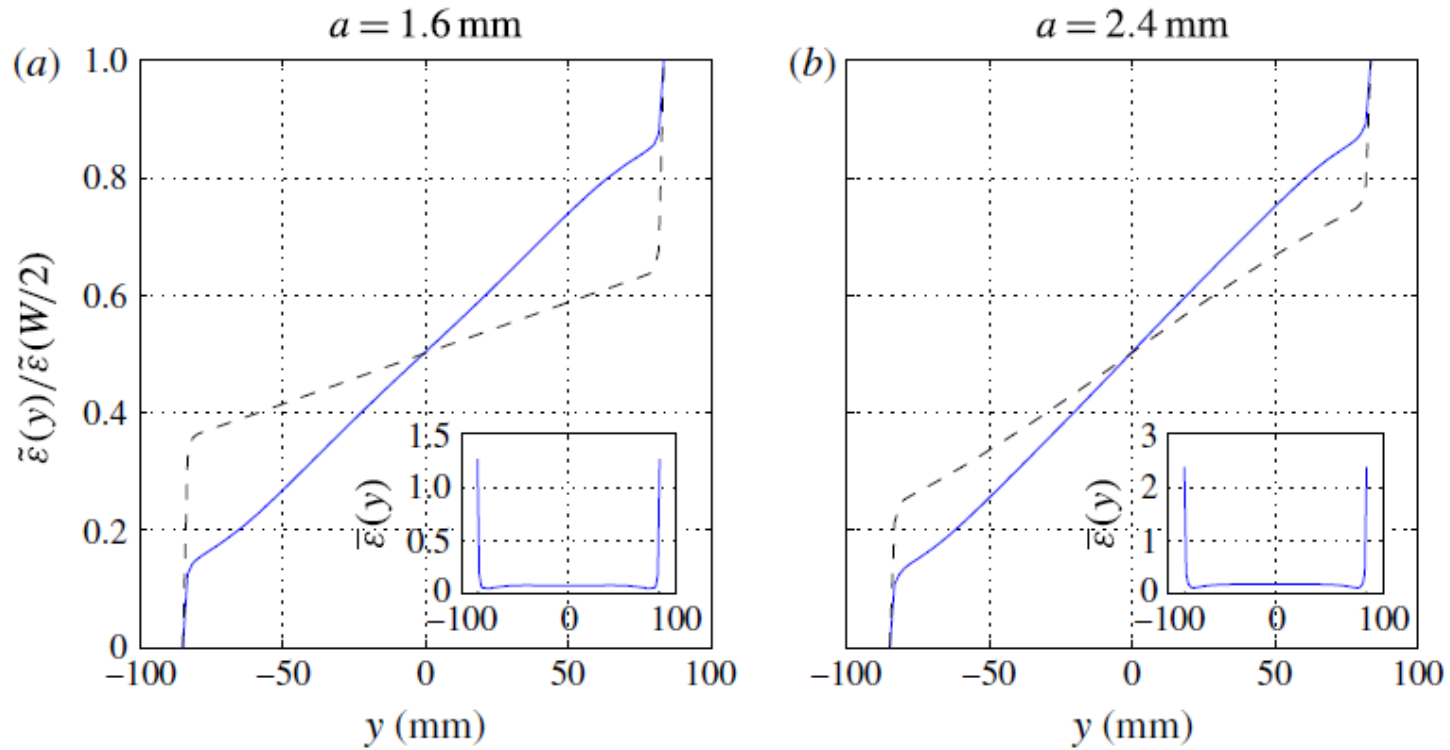 a = 1.6 mm
a = 2.4 mm
(a)
(b)
1.0
0.8
0.6
0.4
0.2
0
ε̃(y)/ε̃(W/2)
−100 −50 0 50 100
y (mm)
1.5
1.0
0.5
0
ε̅(y)
−100 0 100
−100 −50 0 50 100
y (mm)
3
2
1
0
ε̅(y)
−100 0 100